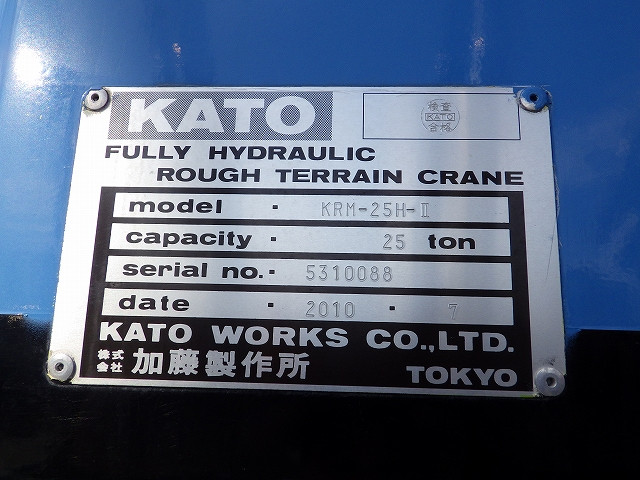 KATO
検査
KATO
合格
FULLY HYDRAULIC
ROUGH TERRAIN CRANE
model · KRM-25H-Ⅱ
capacity · 25 ton
serial no. · 5310088
date · 2010 · 7
KATO WORKS CO.,LTD.
株式会社 加藤製作所 TOKYO